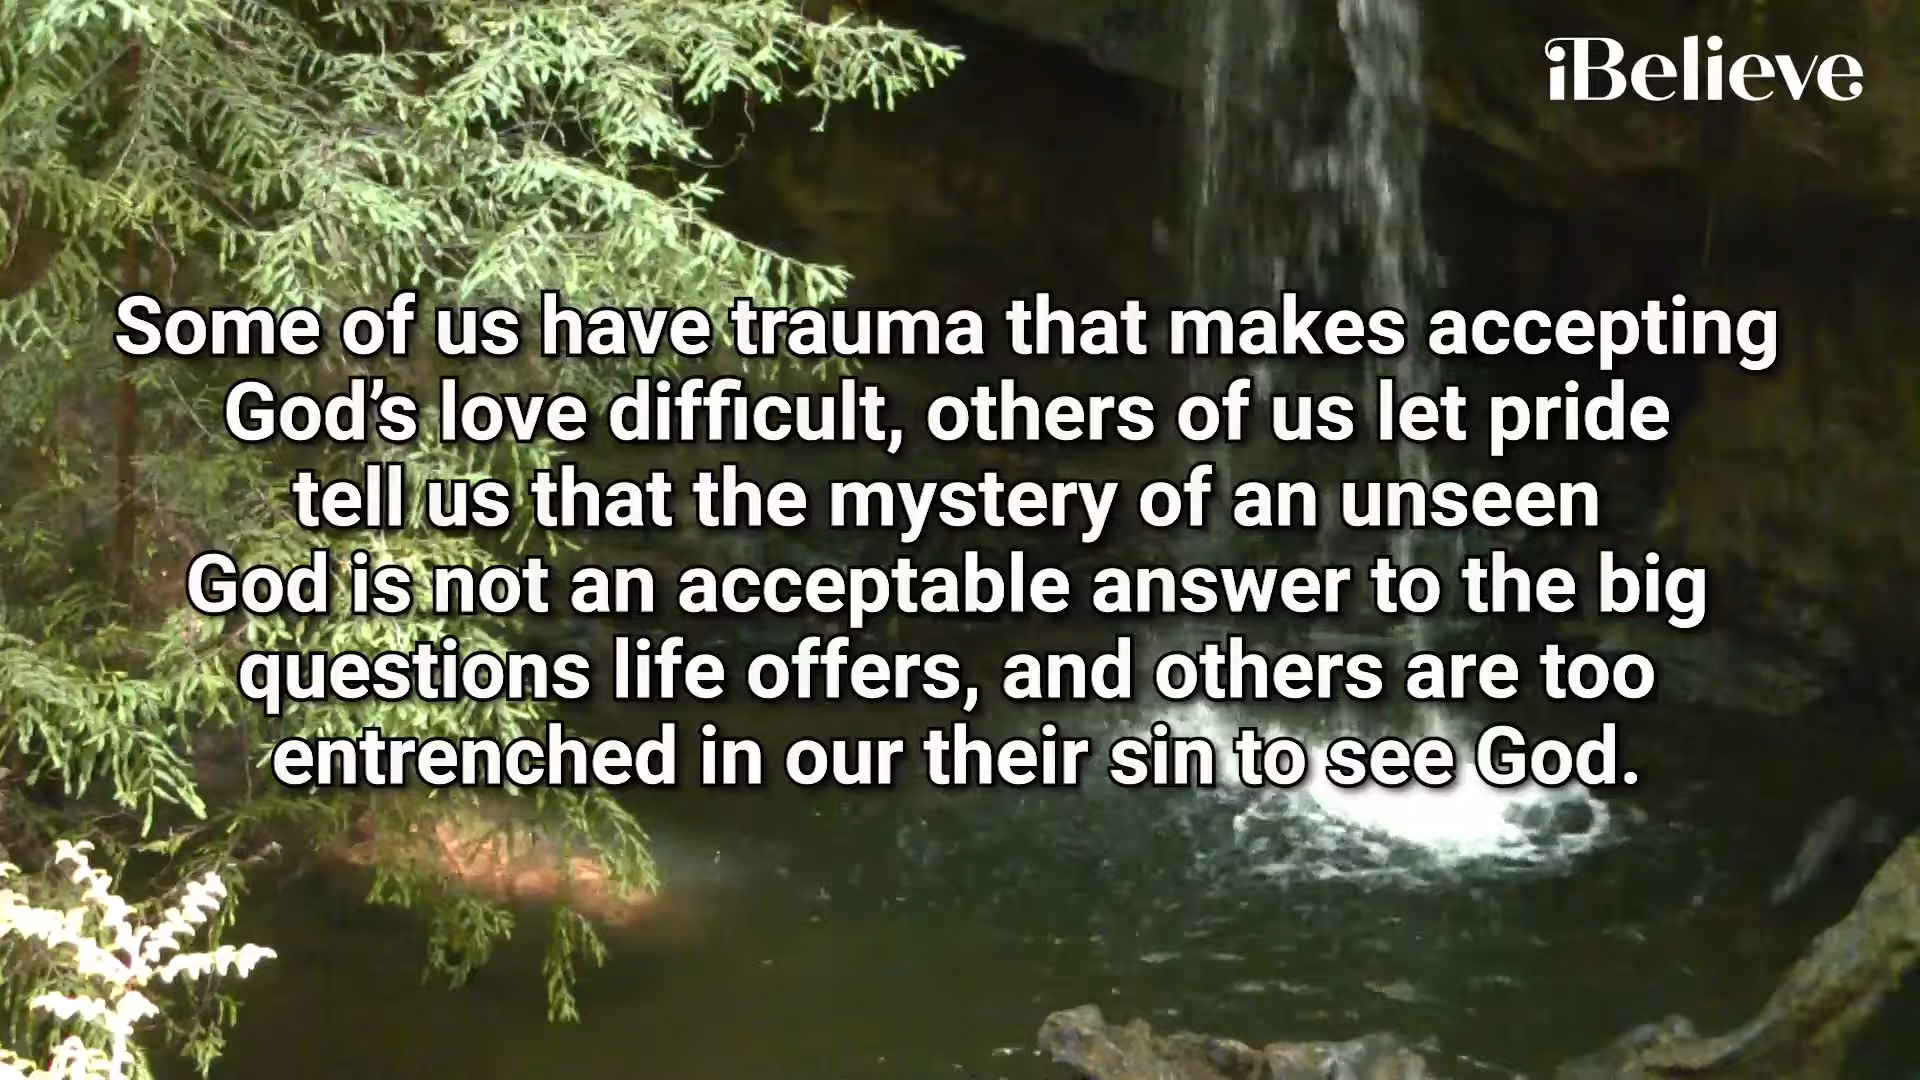 iBelieve
Some of us have trauma that makes accepting
God’s love difficult, others of us let pride
tell us that the mystery of an unseen
God is not an acceptable answer to the big
questions life offers, and others are too
entrenched in our their sin to see God.